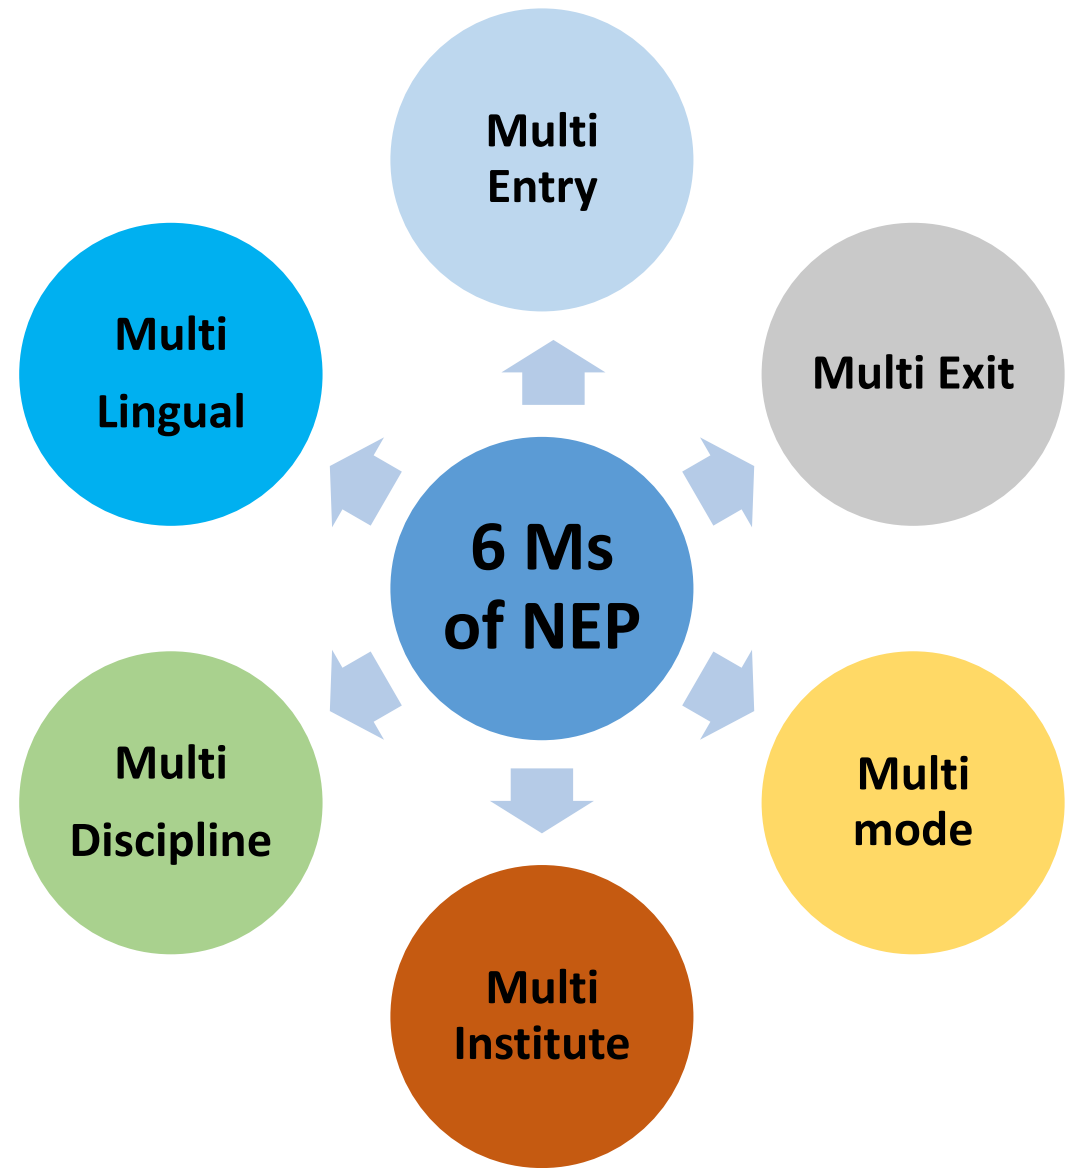 Multi
Entry
Multi
Lingual
Multi Exit
6 Ms
of NEP
Multi
Discipline
Multi
mode
Multi
Institute